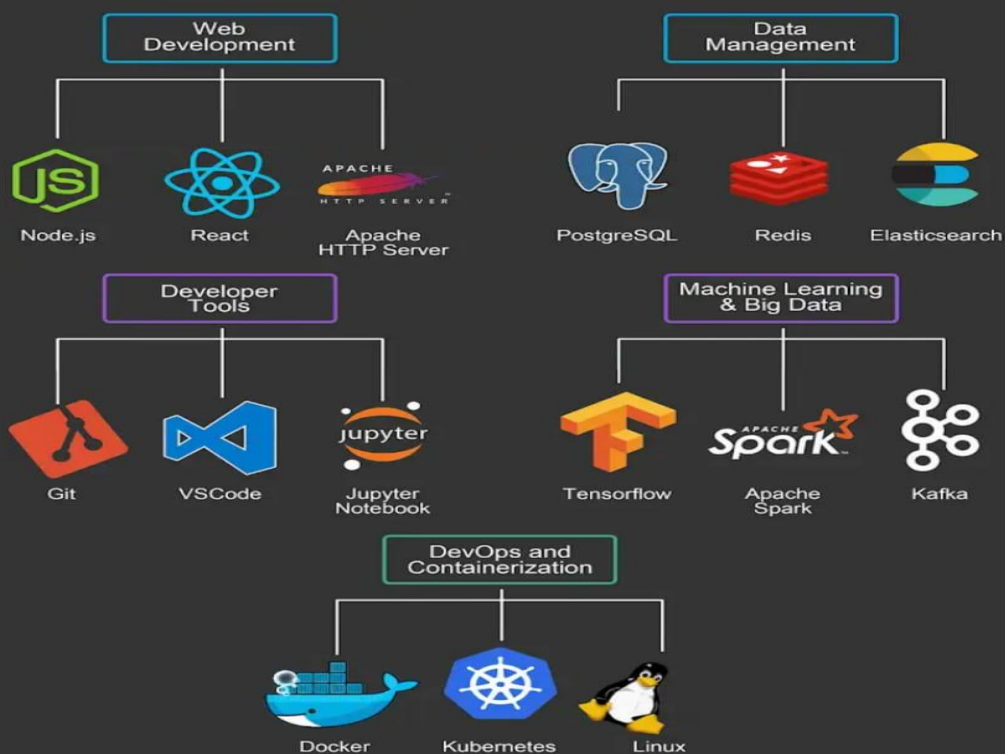 Web
Development
Data
Management
JS
APACHE
HTTP SERVER
TM
Node.js
React
Apache
HTTP Server
PostgreSQL
Redis
Elasticsearch
Developer
Tools
Machine Learning
& Big Data
jupyter
APACHE
Spark
TM
Git
VSCode
Jupyter
Notebook
Tensorflow
Apache
Spark
Kafka
DevOps and
Containerization
Docker
Kubernetes
Linux